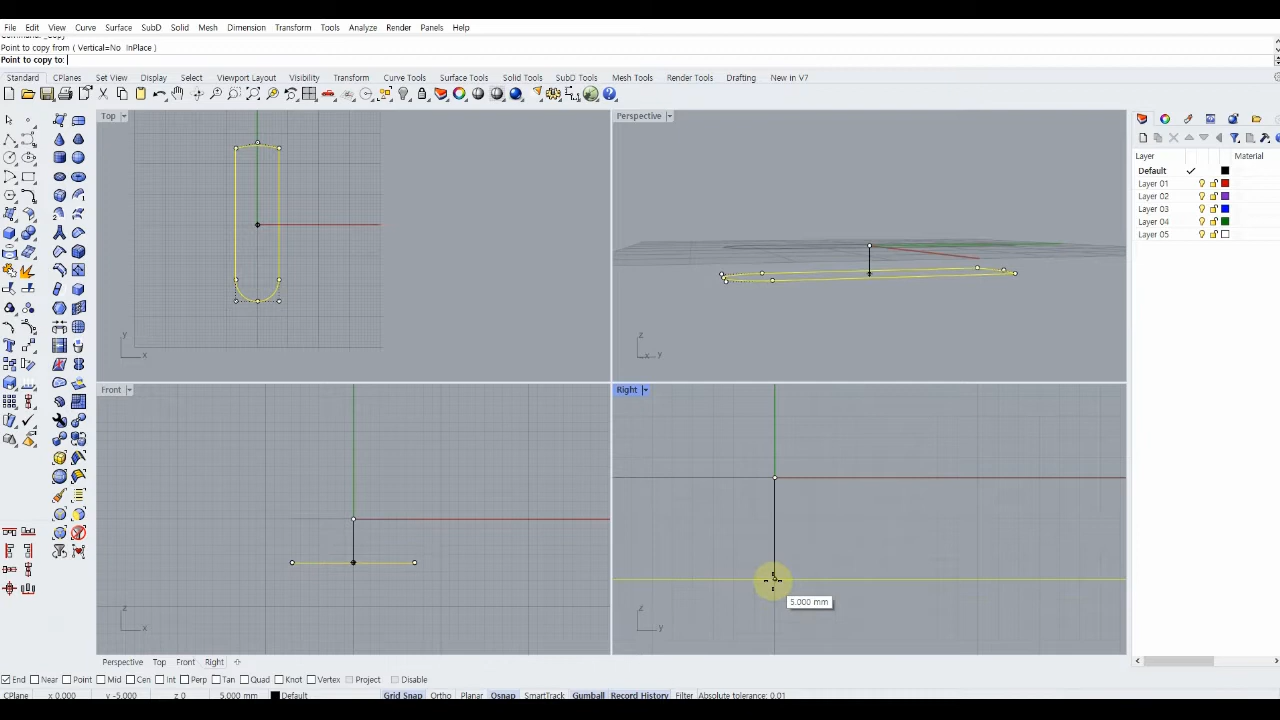 File Edit View Curve Surface SubD Solid Mesh Dimension Transform Tools Analyze Render Panels Help
Point to copy from ( Vertical=No InPlace )
Point to copy to:
Standard CPlanes Set View Display Select Viewport Layout Visibility Transform Curve Tools Surface Tools Solid Tools SubD Tools Mesh Tools Render Tools Drafting New in V7
Top Perspective
Layer Material
Default
Layer 01
Layer 02
Layer 03
Layer 04
Layer 05
y x
z x y
Front Right
5.000 mm
z x
z y
Perspective Top Front Right
End Near Point Mid Cen Int Perp Tan Quad Knot Vertex Project Disable
CPlane x 0.000 y -5.000 z 0 5.000 mm Default Grid Snap Ortho Planar Osnap SmartTrack Gumball Record History Filter Absolute tolerance: 0.01